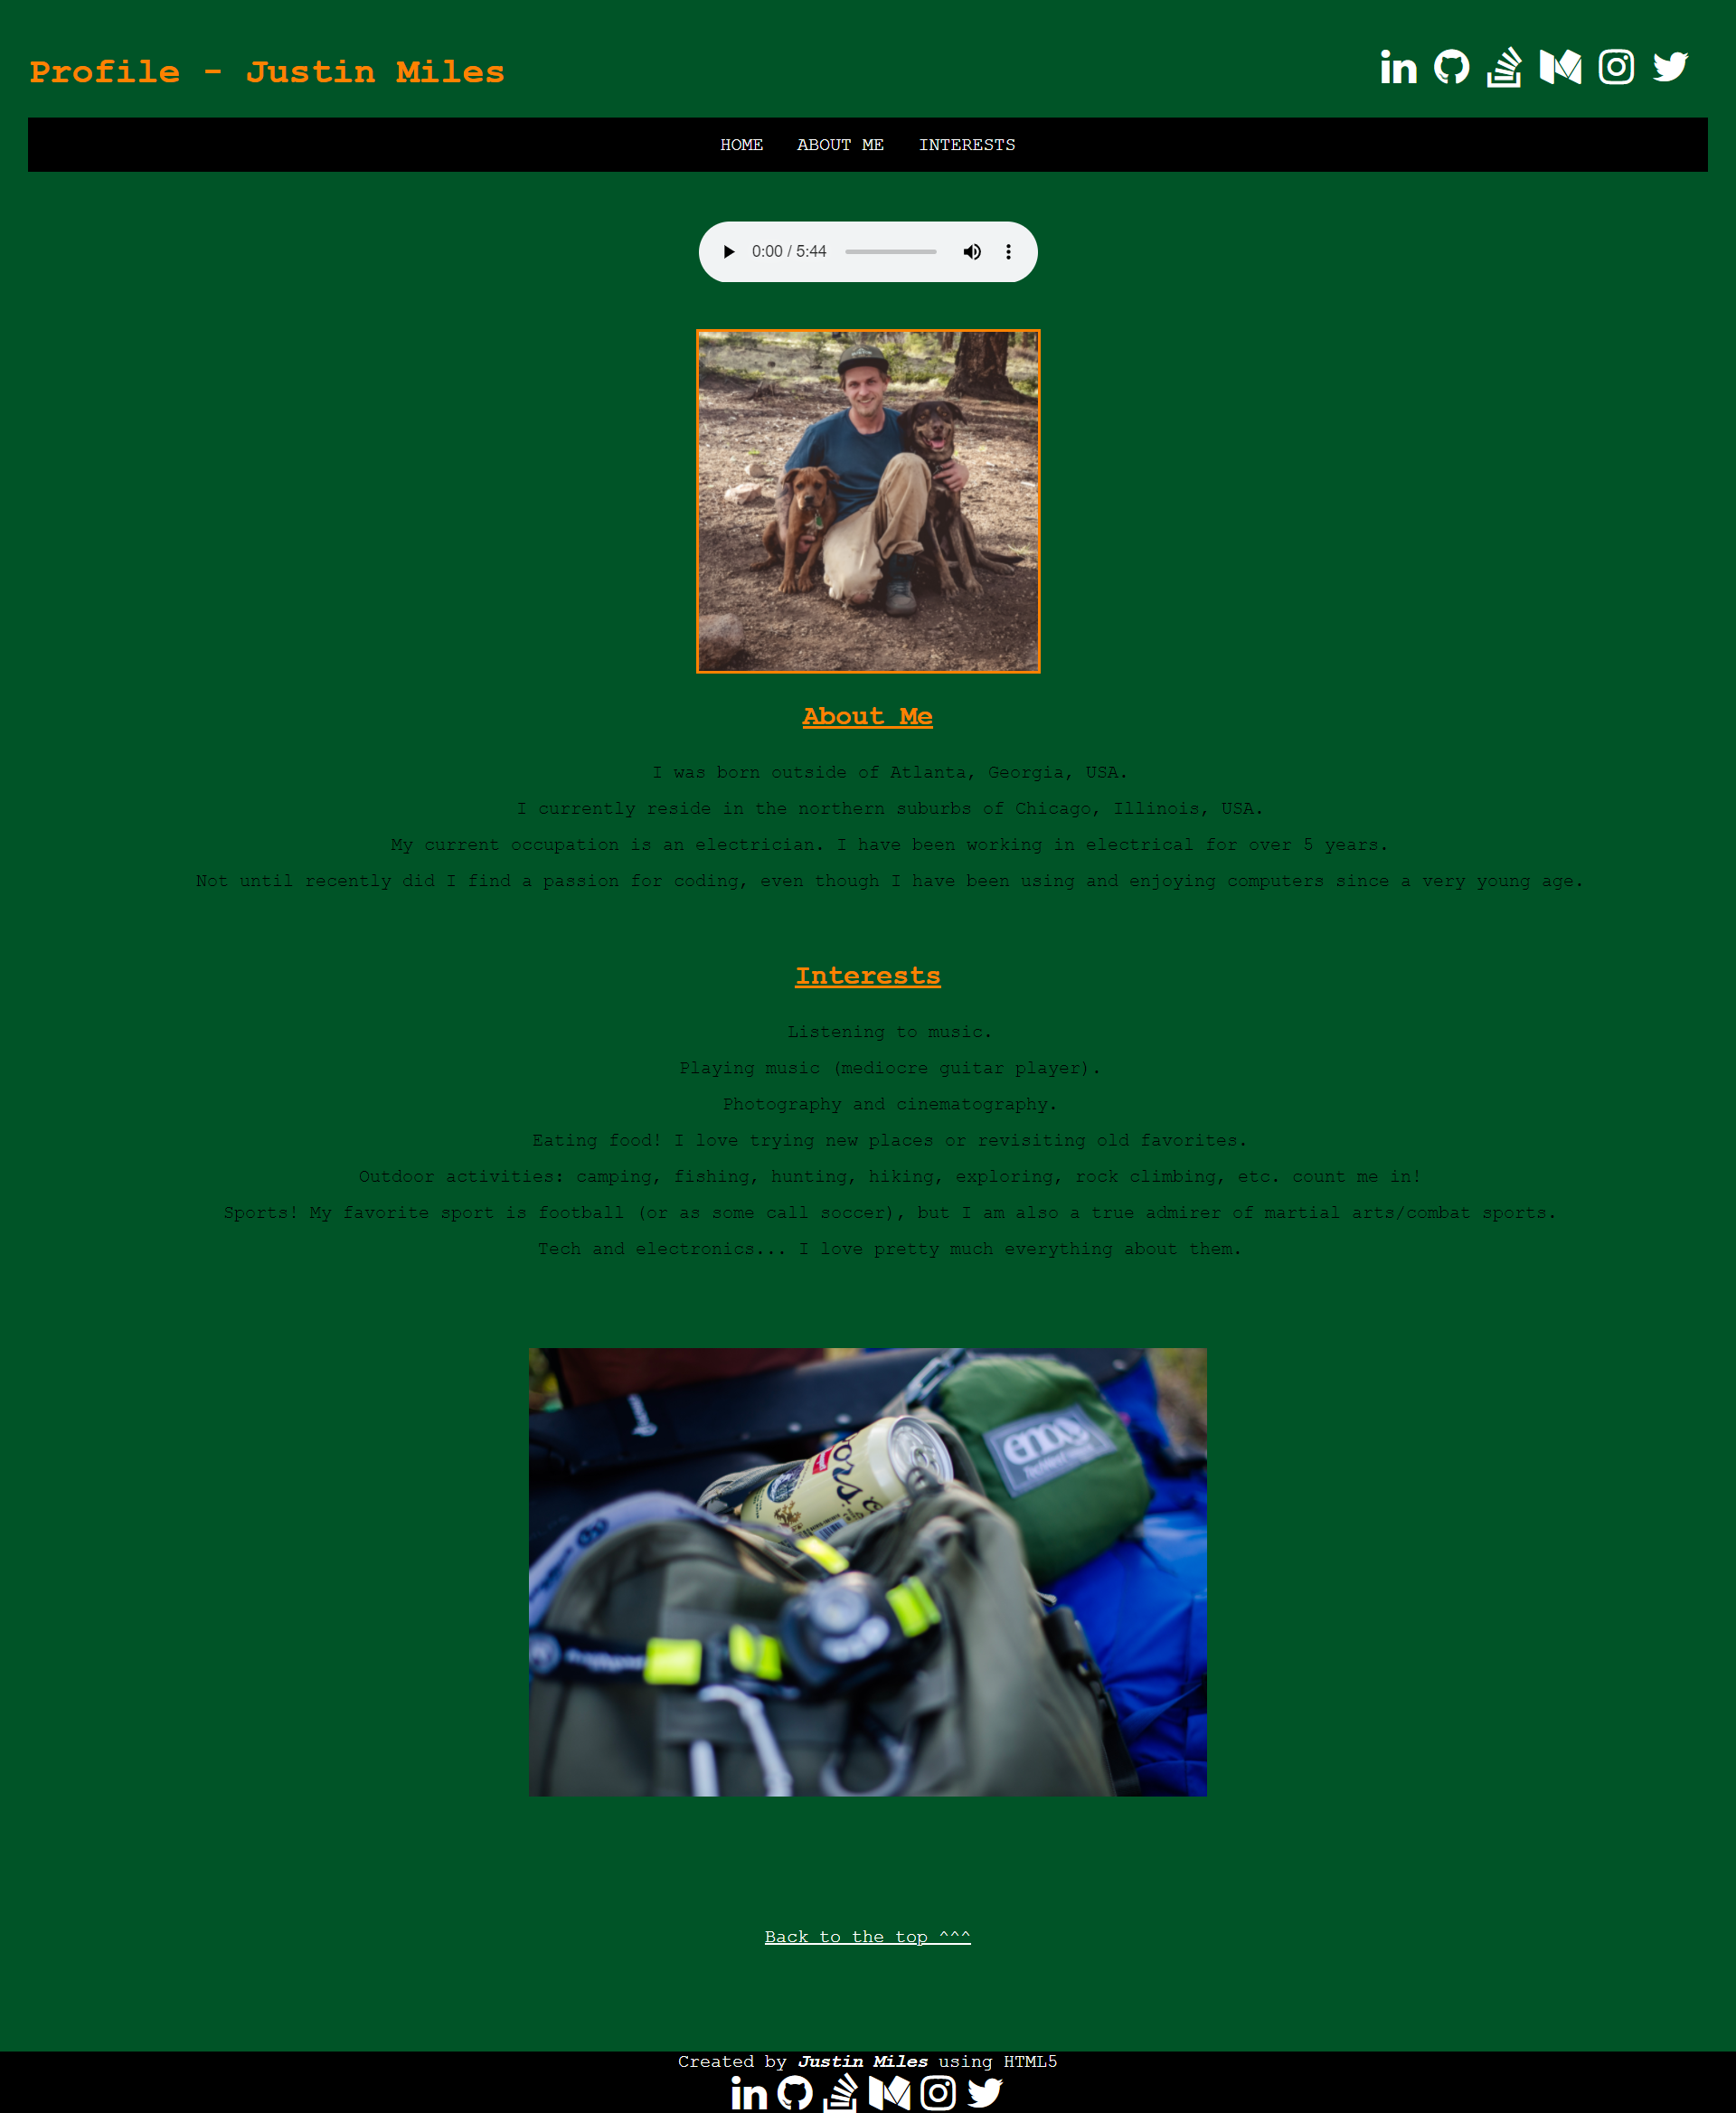 Profile - Justin Miles
HOME ABOUT ME INTERESTS
0:00 / 5:44
About Me
I was born outside of Atlanta, Georgia, USA.
I currently reside in the northern suburbs of Chicago, Illinois, USA.
My current occupation is an electrician. I have been working in electrical for over 5 years.
Not until recently did I find a passion for coding, even though I have been using and enjoying computers since a very young age.
Interests
Listening to music.
Playing music (mediocre guitar player).
Photography and cinematography.
Eating food! I love trying new places or revisiting old favorites.
Outdoor activities: camping, fishing, hunting, hiking, exploring, rock climbing, etc. count me in!
Sports! My favorite sport is football (or as some call soccer), but I am also a true admirer of martial arts/combat sports.
Tech and electronics... I love pretty much everything about them.
eno
Back to the top ^^^
Created by Justin Miles using HTML5